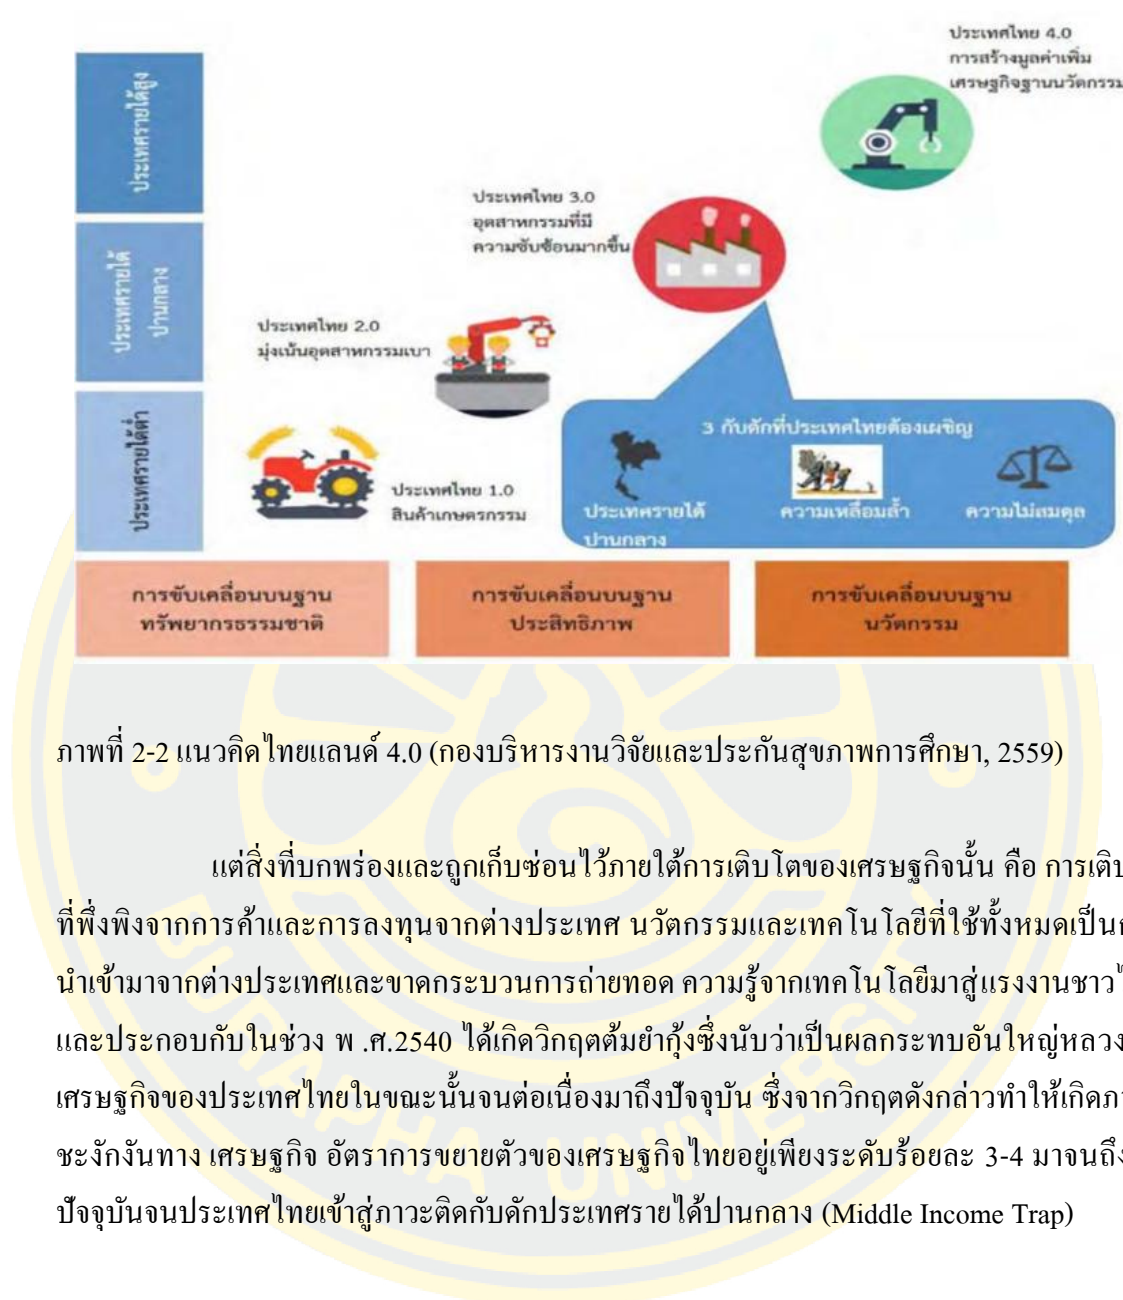 ประเทศไทย 4.0
การสร้างมูลค่าเพิ่ม
เศรษฐกิจฐานนวัตกรรม
ประเทศรายได้สูง
ประเทศไทย 3.0
อุตสาหกรรมที่มี
ความซับซ้อนมากขึ้น
ประเทศรายได้
ปานกลาง
ประเทศไทย 2.0
มุ่งเน้นอุตสาหกรรมเบา
ประเทศรายได้ต่ำ
ประเทศไทย 1.0
สินค้าเกษตรกรรม
3 กับดักที่ประเทศไทยต้องเผชิญ
ประเทศรายได้
ปานกลาง
ความเหลื่อมล้ำ
ความไม่สมดุล
การขับเคลื่อนบนฐาน
ทรัพยากรธรรมชาติ
การขับเคลื่อนบนฐาน
ประสิทธิภาพ
การขับเคลื่อนบนฐาน
นวัตกรรม
ภาพที่ 2-2 แนวคิดไทยแลนด์ 4.0 (กองบริหารงานวิจัยและประกันสุขภาพการศึกษา, 2559)
แต่สิ่งที่บกพร่องและถูกเก็บซ่อนไว้ภายใต้การเติบโตของเศรษฐกิจนั้น คือ การเติบ
ที่พึ่งพิงจากการค้าและการลงทุนจากต่างประเทศ นวัตกรรมและเทคโนโลยีที่ใช้ทั้งหมดเป็น
นำเข้ามาจากต่างประเทศและขาดกระบวนการถ่ายทอด ความรู้จากเทคโนโลยีมาสู่แรงงานชาว
และประกอบกับในช่วง พ .ศ.2540 ได้เกิดวิกฤตต้มยำกุ้งซึ่งนับว่าเป็นผลกระทบอันใหญ่หลวง
เศรษฐกิจของประเทศไทยในขณะนั้นจนต่อเนื่องมาถึงปัจจุบัน ซึ่งจากวิกฤตดังกล่าวทำให้เกิด
ชะงักงันทาง เศรษฐกิจ อัตราการขยายตัวของเศรษฐกิจไทยอยู่เพียงระดับร้อยละ 3-4 มาจนถึง
ปัจจุบันจนประเทศไทยเข้าสู่ภาวะติดกับดักประเทศรายได้ปานกลาง (Middle Income Trap)
BURAPHA UNIVERSI